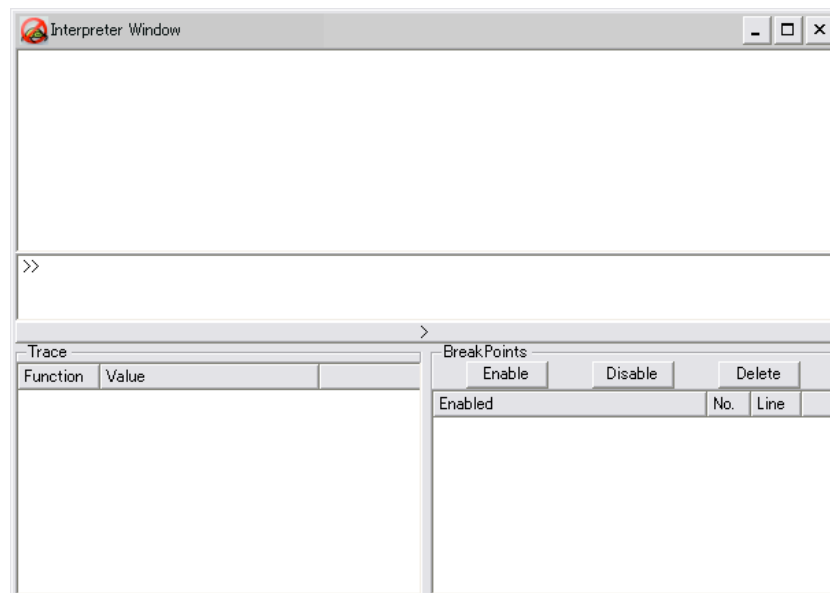 Interpreter Window
>>
>
Trace
BreakPoints
Enable Disable Delete
Function Value
Enabled No. Line